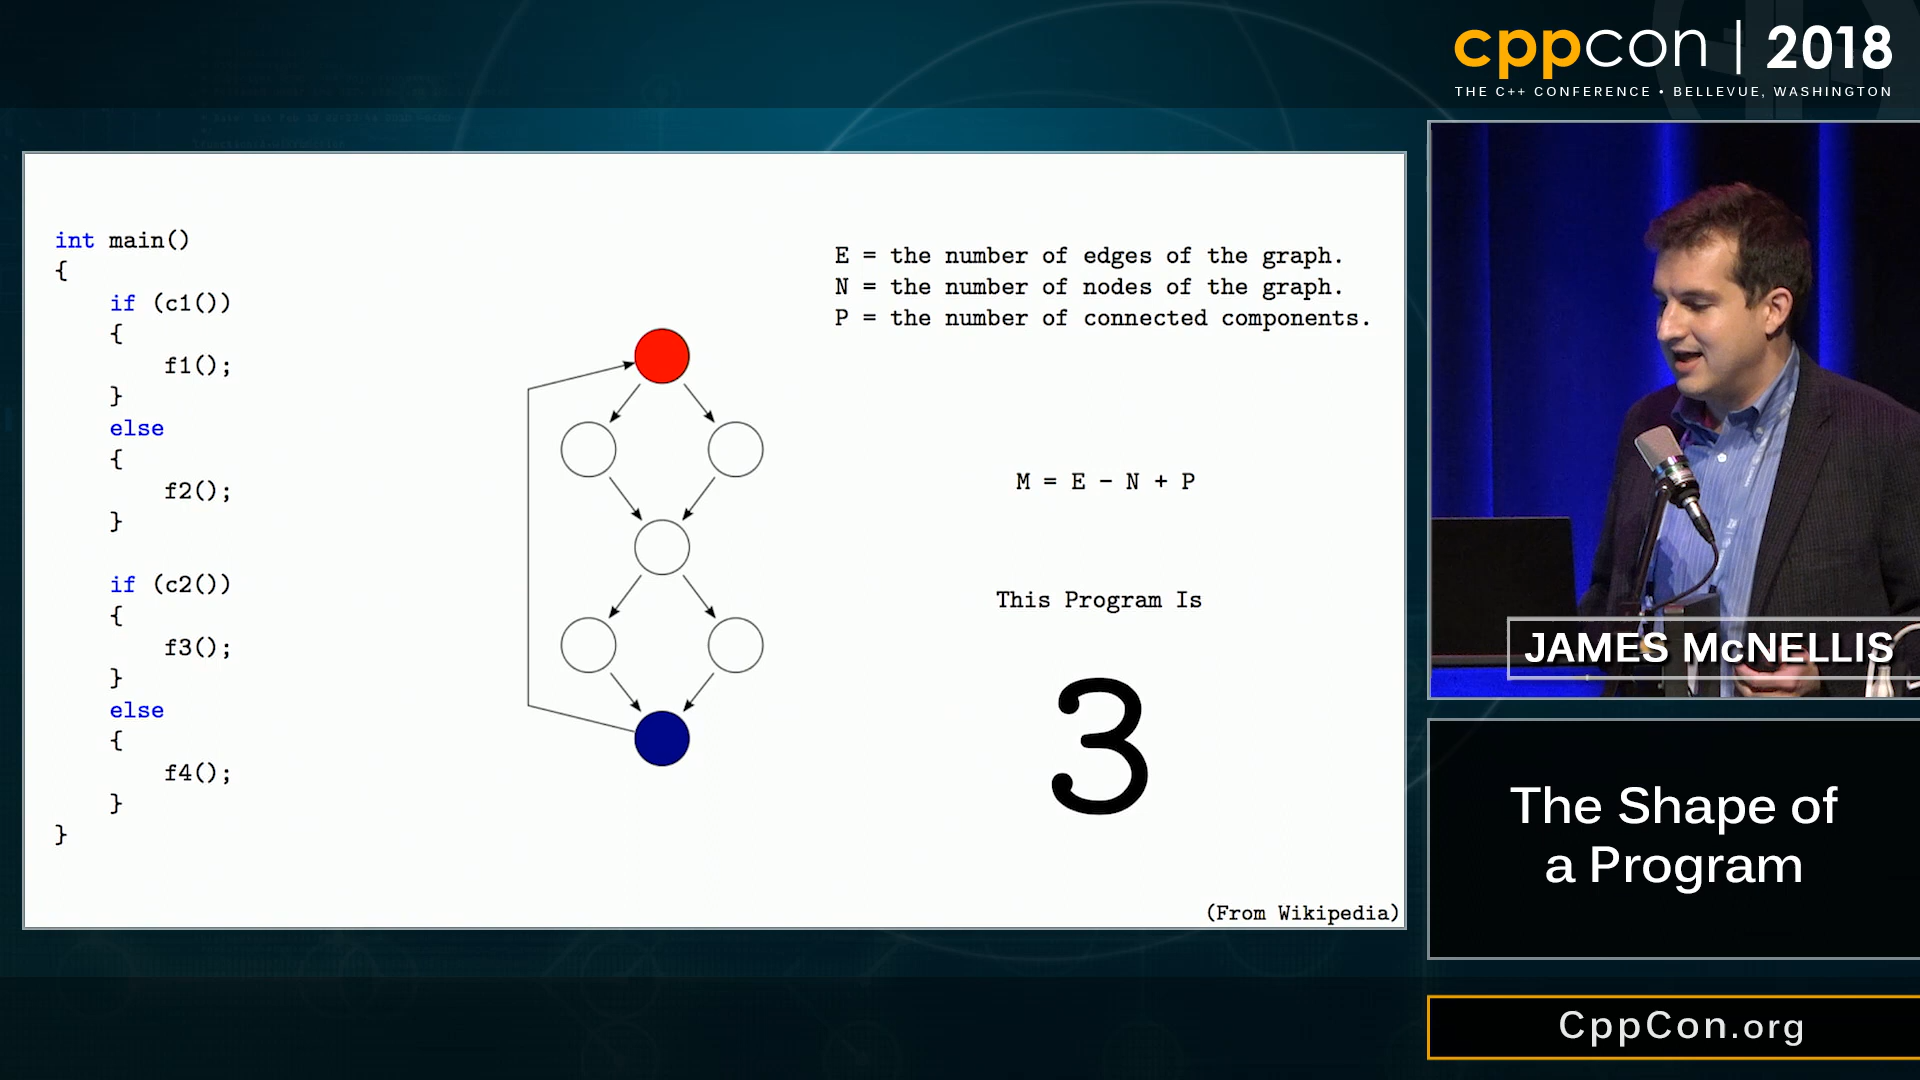 cppcon | 2018
THE C++ CONFERENCE • BELLEVUE, WASHINGTON
int main()
{
if (c1())
{
f1();
}
else
{
f2();
}
if (c2())
{
f3();
}
else
{
f4();
}
}
E = the number of edges of the graph.
N = the number of nodes of the graph.
P = the number of connected components.
M = E − N + P
This Program Is
3
(From Wikipedia)
JAMES McNELLIS
The Shape of
a Program
CppCon.org